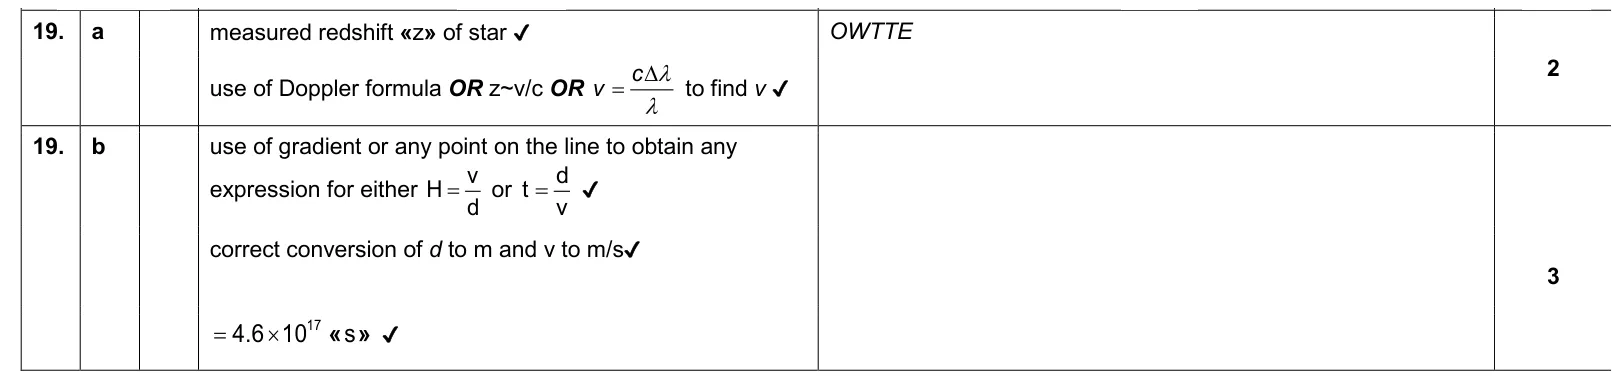 19. a measured redshift «z» of star ✓ OWTTE
use of Doppler formula OR z~v/c OR v = cΔλ/λ to find v ✓ 2
19. b use of gradient or any point on the line to obtain any
expression for either H = v/d or t = d/v ✓
correct conversion of d to m and v to m/s✓
3
= 4.6×10¹⁷ «s» ✓